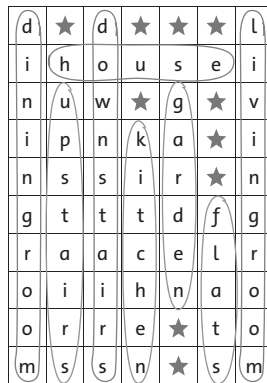 d ★ d ★ ★ ★ l
i h o u s e i
n u w ★ g ★ v
i p n k a ★ i
n s s i r ★ n
g t t t d f g
r a a c e l r
o i i h n a o
o r r e ★ t o
m s s n ★ s m